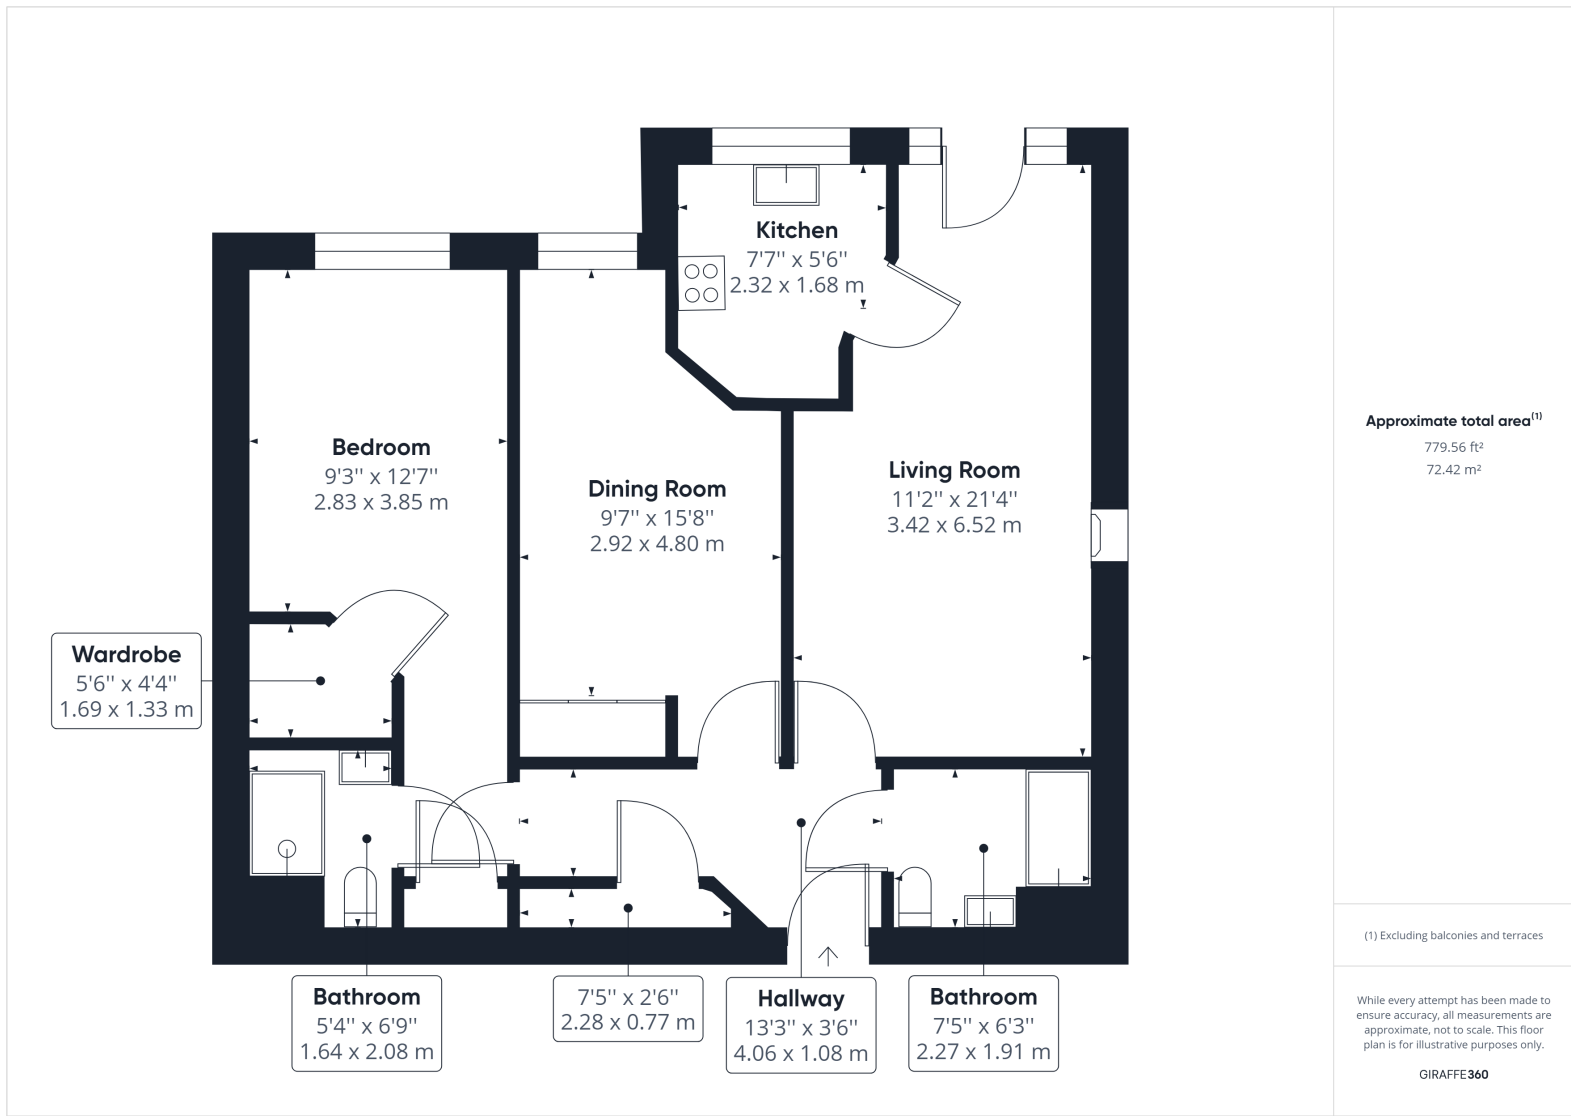 Kitchen
7'7'' x 5'6''
2.32 x 1.68 m
Bedroom
9'3'' x 12'7''
2.83 x 3.85 m
Dining Room
9'7'' x 15'8''
2.92 x 4.80 m
Living Room
11'2'' x 21'4''
3.42 x 6.52 m
Wardrobe
5'6'' x 4'4''
1.69 x 1.33 m
Bathroom
5'4'' x 6'9''
1.64 x 2.08 m
7'5'' x 2'6''
2.28 x 0.77 m
Hallway
13'3'' x 3'6''
4.06 x 1.08 m
Bathroom
7'5'' x 6'3''
2.27 x 1.91 m
Approximate total area(1)
779.56 ft²
72.42 m²
(1) Excluding balconies and terraces
While every attempt has been made to
ensure accuracy, all measurements are
approximate, not to scale. This floor
plan is for illustrative purposes only.
GIRAFFE360